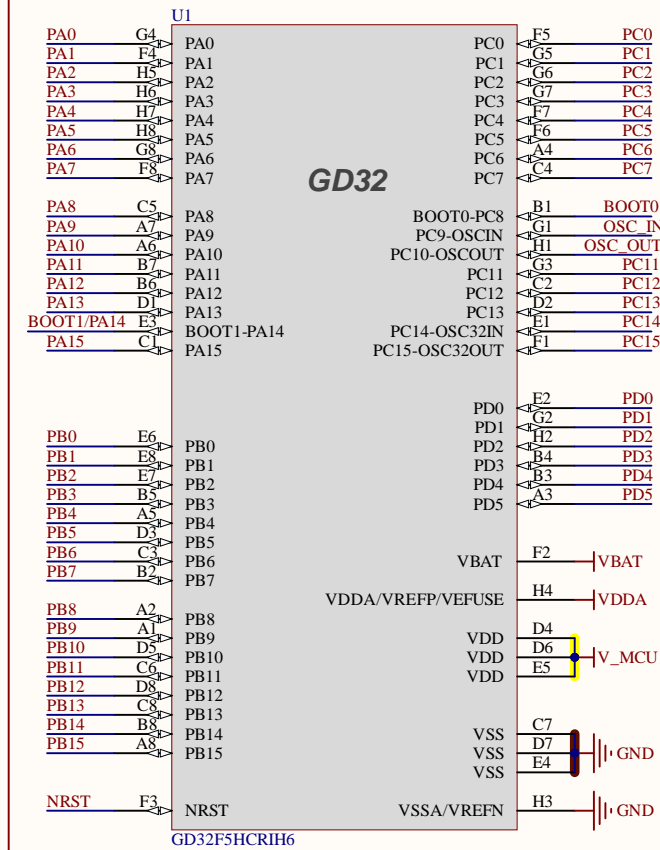 U1
PA0 G4 PA0 PC0 F5 PC0
PA1 F4 PA1 PC1 G5 PC1
PA2 H5 PA2 PC2 G6 PC2
PA3 H6 PA3 PC3 G7 PC3
PA4 H7 PA4 PC4 F7 PC4
PA5 H8 PA5 PC5 F6 PC5
PA6 G8 PA6 PC6 A4 PC6
PA7 F8 PA7 PC7 C4 PC7
GD32
PA8 C5 PA8 BOOT0-PC8 B1 BOOT0
PA9 A7 PA9 PC9-OSCIN G1 OSC_IN
PA10 A6 PA10 PC10-OSCOUT H1 OSC_OUT
PA11 B7 PA11 PC11 G3 PC11
PA12 B6 PA12 PC12 C2 PC12
PA13 D1 PA13 PC13 D2 PC13
BOOT1/PA14 E3 BOOT1-PA14 PC14-OSC32IN E1 PC14
PA15 C1 PA15 PC15-OSC32OUT F1 PC15
PD0 E2 PD0
PD1 G2 PD1
PB0 E6 PB0 PD2 H2 PD2
PB1 E8 PB1 PD3 B4 PD3
PB2 E7 PB2 PD4 B3 PD4
PB3 B5 PB3 PD5 A3 PD5
PB4 A5 PB4
PB5 D3 PB5
PB6 C3 PB6 VBAT F2 VBAT
PB7 B2 PB7
VDDA/VREFP/VEFUSE H4 VDDA
PB8 A2 PB8
PB9 A1 PB9 VDD D4
PB10 D5 PB10 VDD D6 V_MCU
PB11 C6 PB11 VDD E5
PB12 D8 PB12
PB13 C8 PB13
PB14 B8 PB14 VSS C7
PB15 A8 PB15 VSS D7 GND
VSS E4
NRST F3 NRST VSSA/VREFN H3 GND
GD32F5HCRIH6